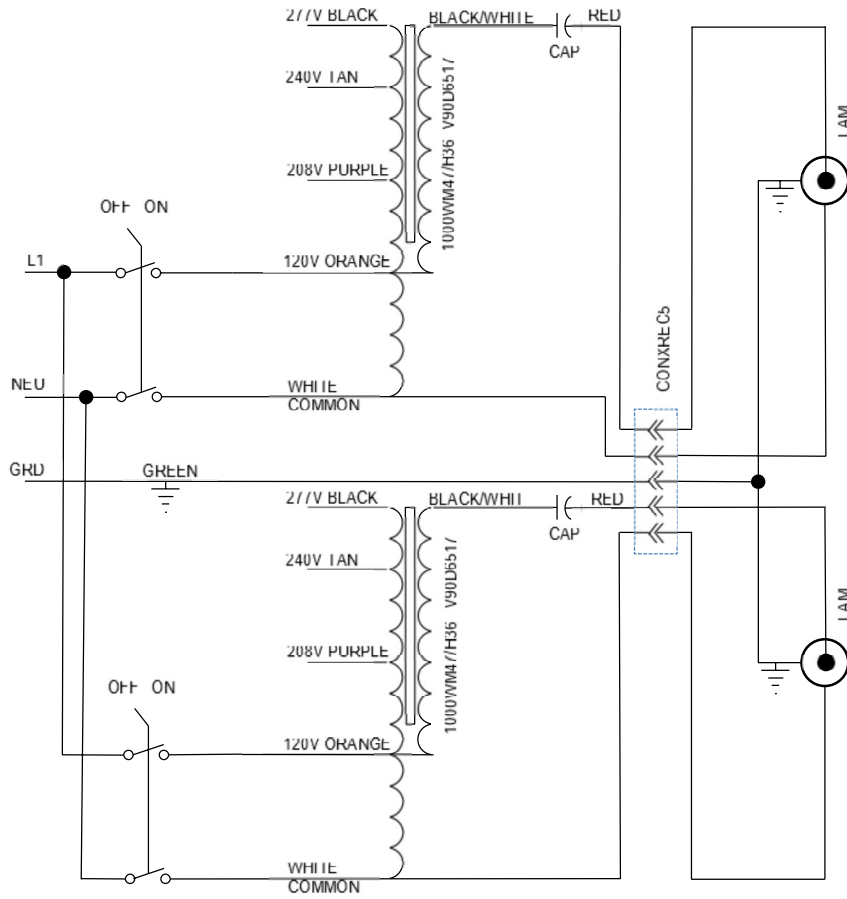 277V BLACK
BLACK/WHITE
RED
CAP
240V TAN
1000WM47/H36 V90D6517
LAM
208V PURPLE
OFF ON
L1
120V ORANGE
CONXREC5
NEU
WHITE
COMMON
GRD
GREEN
277V BLACK
BLACK/WHIT
RED
CAP
240V TAN
1000WM47/H36 V90D6517
LAM
208V PURPLE
OFF ON
120V ORANGE
WHITE
COMMON